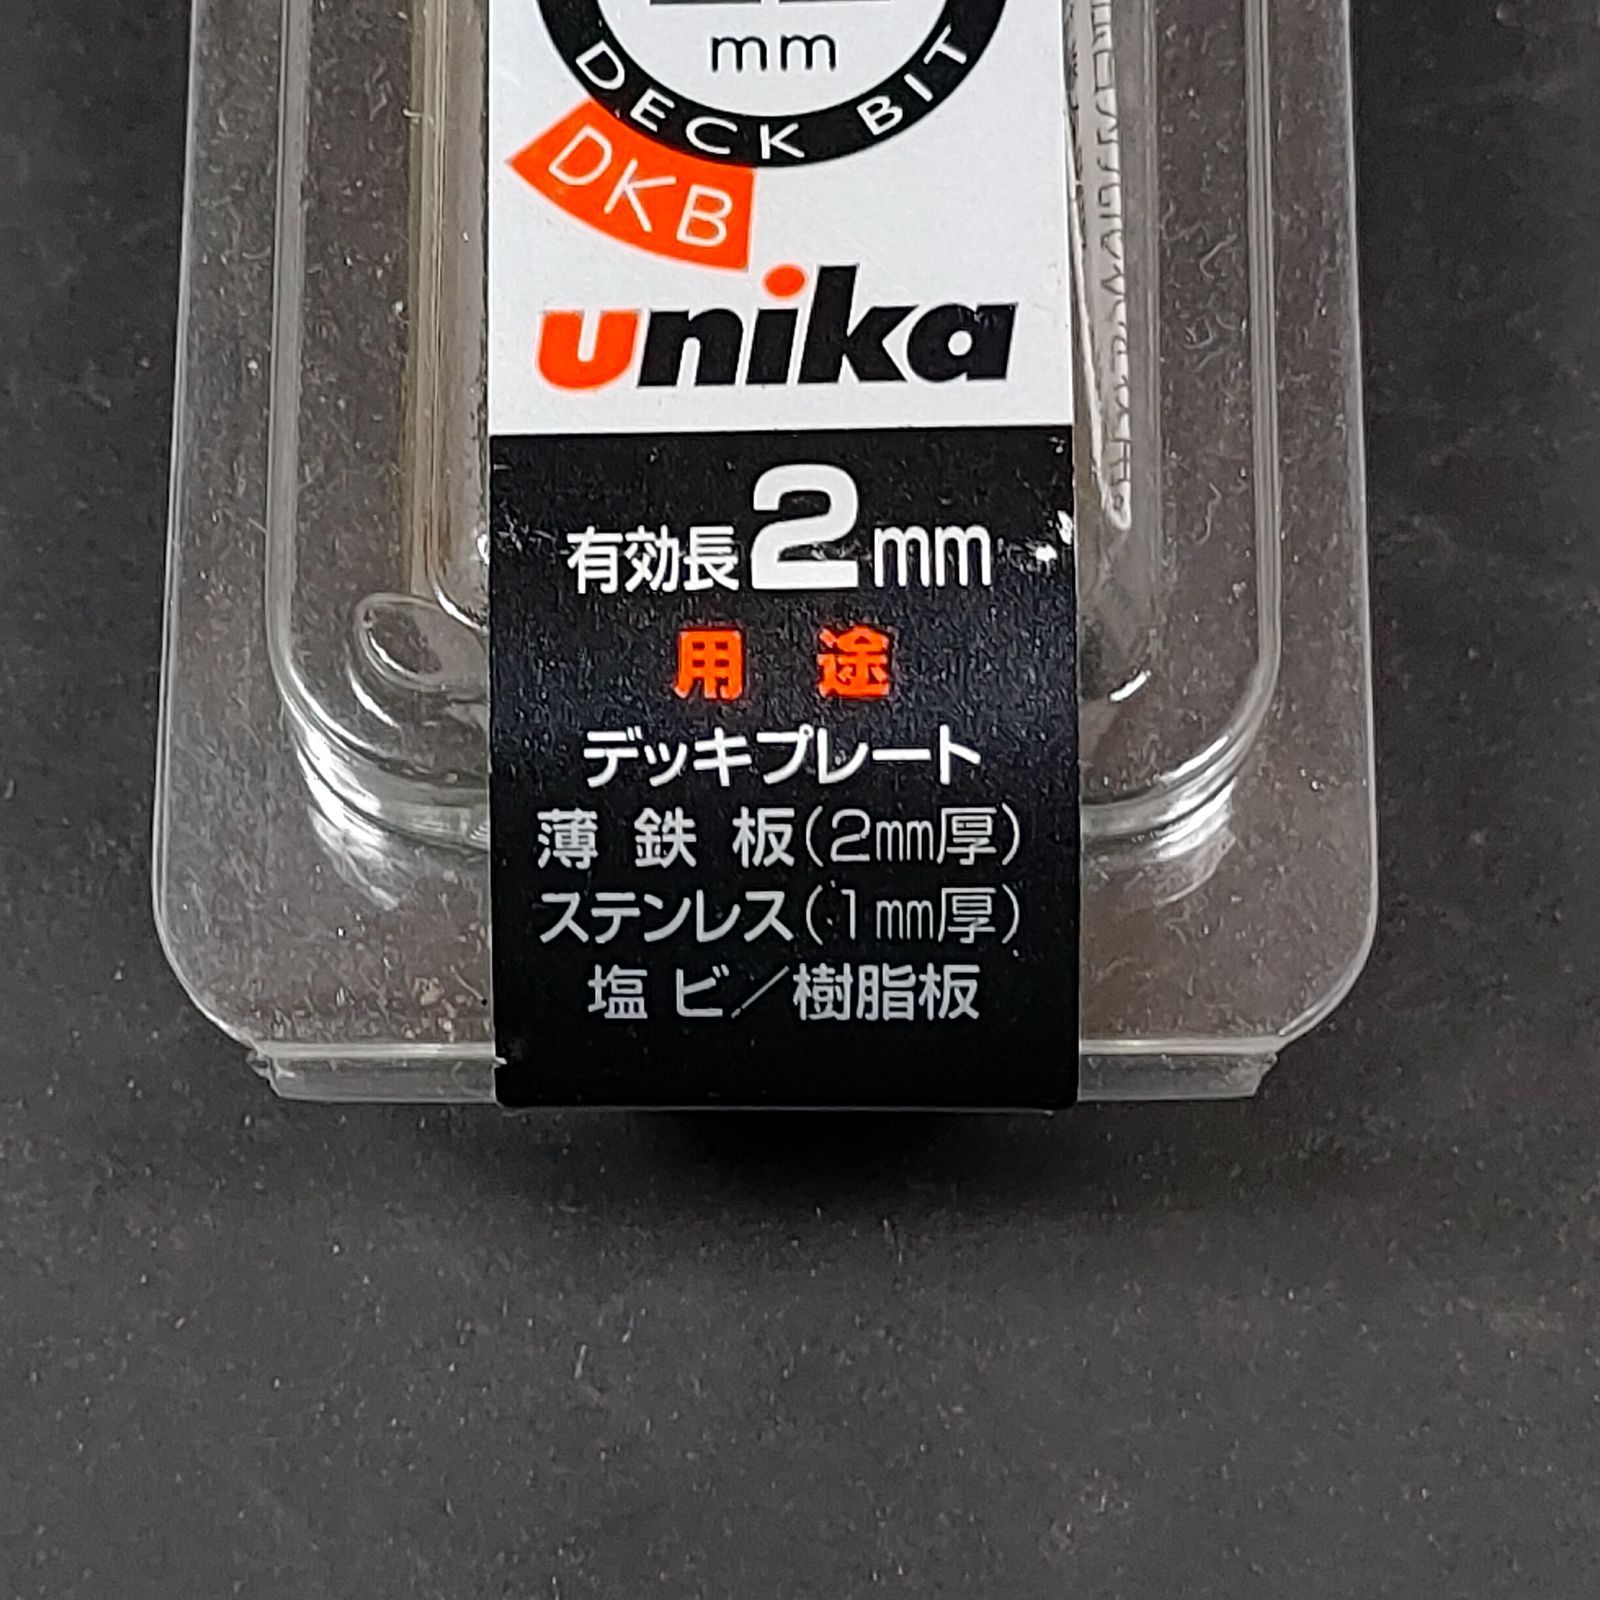 mm
DECK BIT
DKB
unika
有効長2mm
用途
デッキプレート
薄鉄板(2mm厚)
ステンレス(1mm厚)
塩ビ/樹脂板